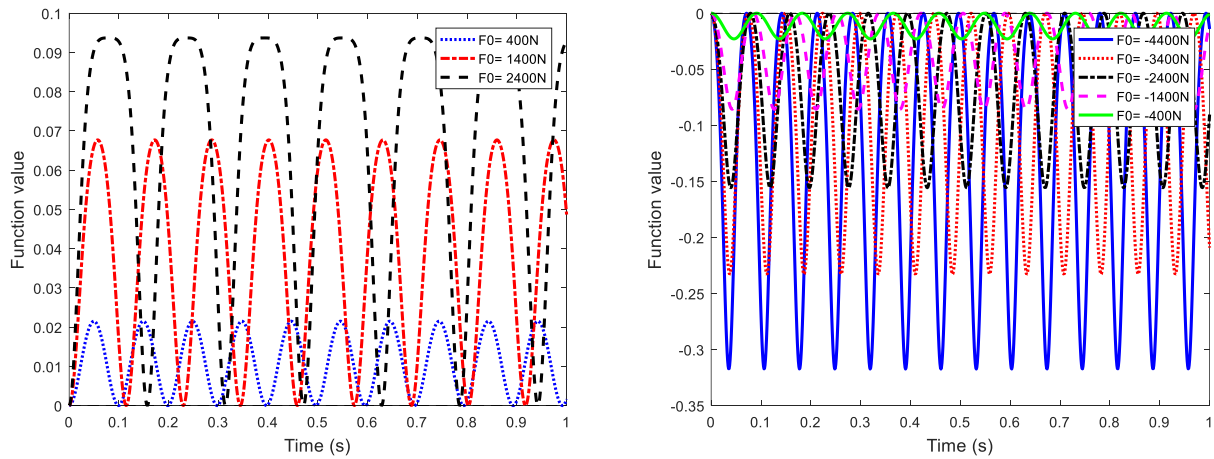 0.1
0.09
0.08
0.07
0.06
0.05
0.04
0.03
0.02
0.01
0
Function value
0 0.1 0.2 0.3 0.4 0.5 0.6 0.7 0.8 0.9 1
Time (s)
F0= 400N
F0= 1400N
F0= 2400N
0
-0.05
-0.1
-0.15
-0.2
-0.25
-0.3
-0.35
Function value
0 0.1 0.2 0.3 0.4 0.5 0.6 0.7 0.8 0.9 1
Time (s)
F0= -4400N
F0= -3400N
F0= -2400N
F0= -1400N
F0= -400N